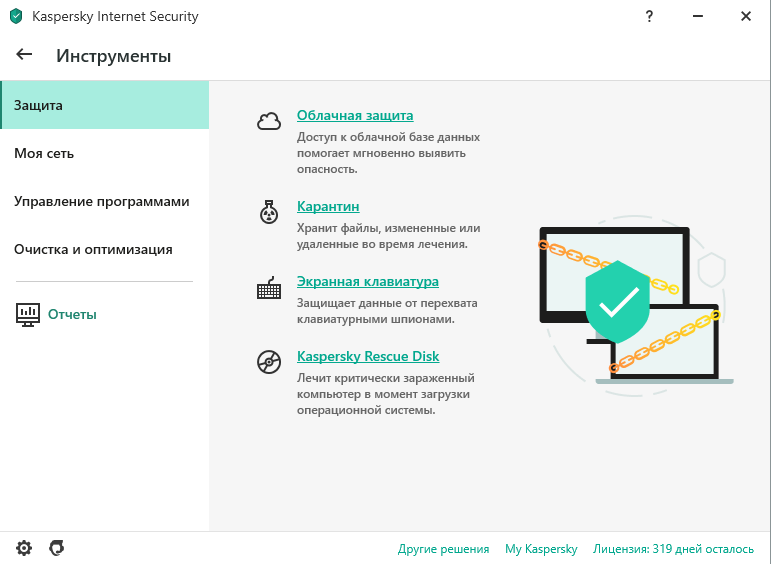 Kaspersky Internet Security
?
Инструменты
Защита
Моя сеть
Управление программами
Очистка и оптимизация
Отчеты
Облачная защита
Доступ к облачной базе данных
помогает мгновенно выявить
опасность.
Карантин
Хранит файлы, измененные или
удаленные во время лечения.
Экранная клавиатура
Защищает данные от перехвата
клавиатурными шпионами.
Kaspersky Rescue Disk
Лечит критически зараженный
компьютер в момент загрузки
операционной системы.
Другие решения My Kaspersky Лицензия: 319 дней осталось